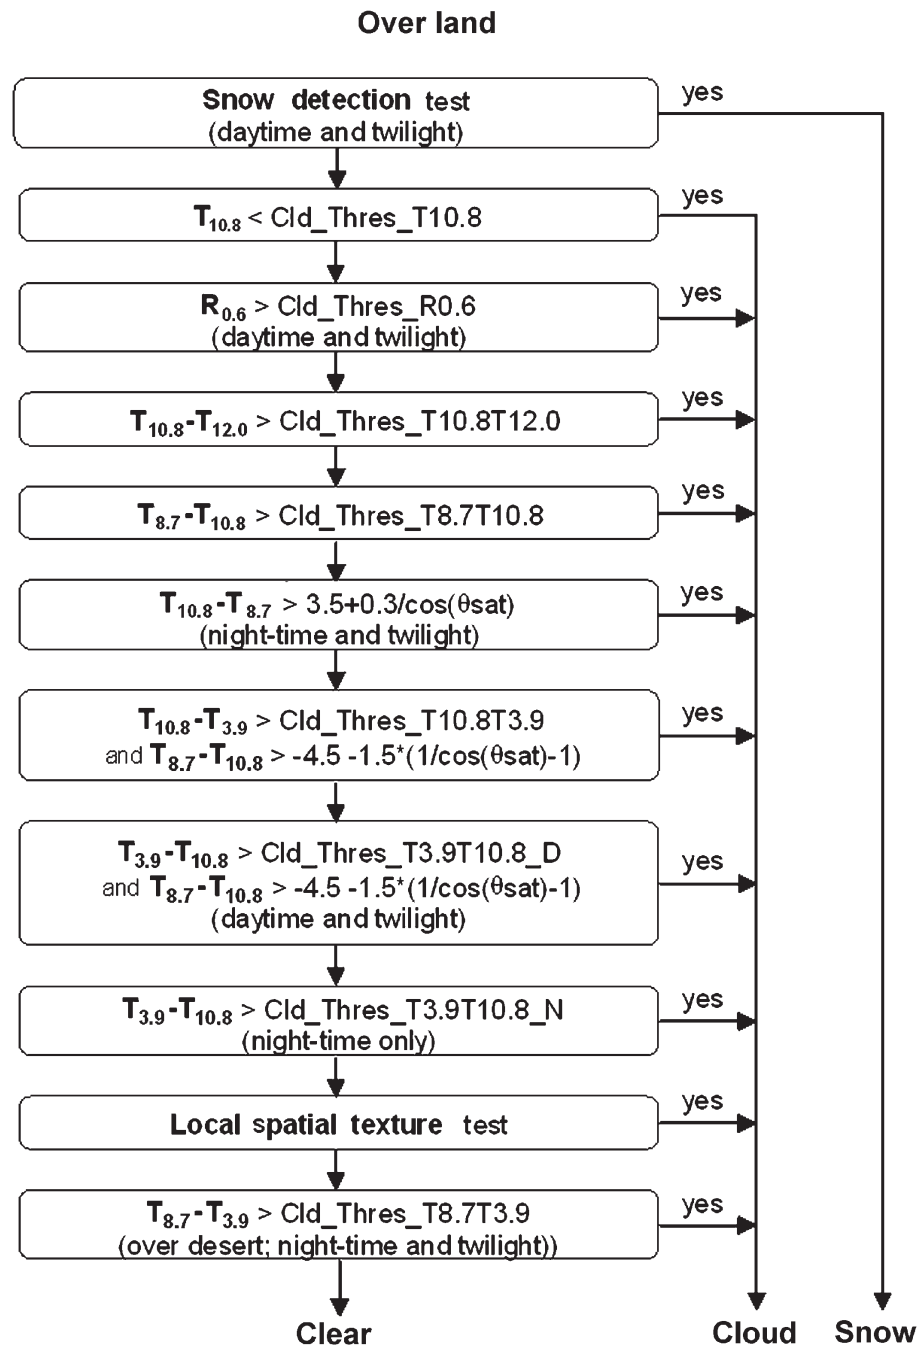 Over land
Snow detection test
(daytime and twilight)
yes
T10.8 < Cld_Thres_T10.8
yes
R0.6 > Cld_Thres_R0.6
(daytime and twilight)
yes
T10.8-T12.0 > Cld_Thres_T10.8T12.0
yes
T8.7-T10.8 > Cld_Thres_T8.7T10.8
yes
T10.8-T8.7 > 3.5+0.3/cos(θsat)
(night-time and twilight)
yes
T10.8-T3.9 > Cld_Thres_T10.8T3.9
and T8.7-T10.8 > -4.5 -1.5*(1/cos(θsat)-1)
yes
T3.9-T10.8 > Cld_Thres_T3.9T10.8_D
and T8.7-T10.8 > -4.5 -1.5*(1/cos(θsat)-1)
(daytime and twilight)
yes
T3.9-T10.8 > Cld_Thres_T3.9T10.8_N
(night-time only)
yes
Local spatial texture test
yes
T8.7-T3.9 > Cld_Thres_T8.7T3.9
(over desert; night-time and twilight))
yes
Clear
Cloud
Snow